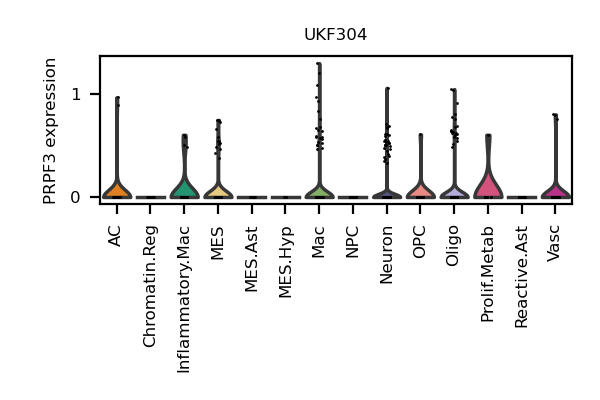 UKF304
PRPF3 expression
1
0
AC
Chromatin.Reg
Inflammatory.Mac
MES
MES.Ast
MES.Hyp
Mac
NPC
Neuron
OPC
Oligo
Prolif.Metab
Reactive.Ast
Vasc